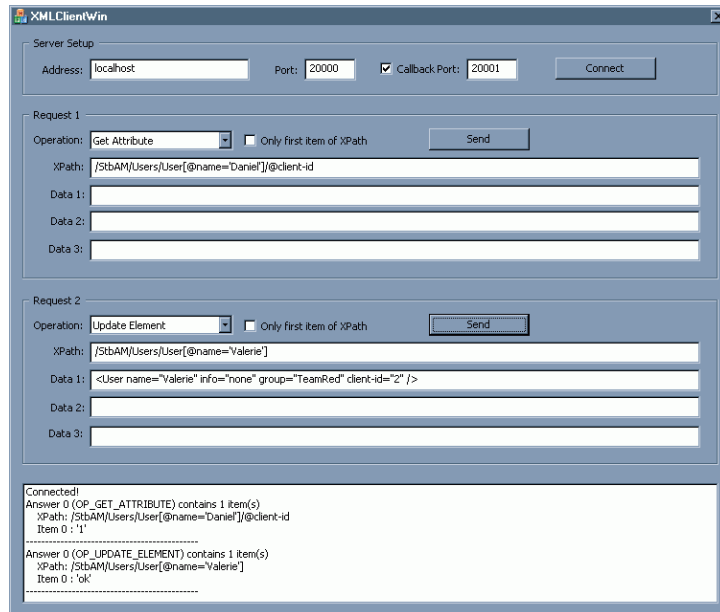 XMLClientWin
Server Setup
Address: localhost Port: 20000 Callback Port: 20001 Connect
Request 1
Operation: Get Attribute Only first item of XPath Send
XPath: /StbAM/Users/User[@name='Daniel']/@client-id
Data 1:
Data 2:
Data 3:
Request 2
Operation: Update Element Only first item of XPath Send
XPath: /StbAM/Users/User[@name='Valerie']
Data 1: <User name="Valerie" info="none" group="TeamRed" client-id="2" />
Data 2:
Data 3:
Connected!
Answer 0 (OP_GET_ATTRIBUTE) contains 1 item(s)
XPath: /StbAM/Users/User[@name='Daniel']/@client-id
Item 0 : '1'
---------------------------------------------
Answer 0 (OP_UPDATE_ELEMENT) contains 1 item(s)
XPath: /StbAM/Users/User[@name='Valerie']
Item 0 : 'ok'
---------------------------------------------